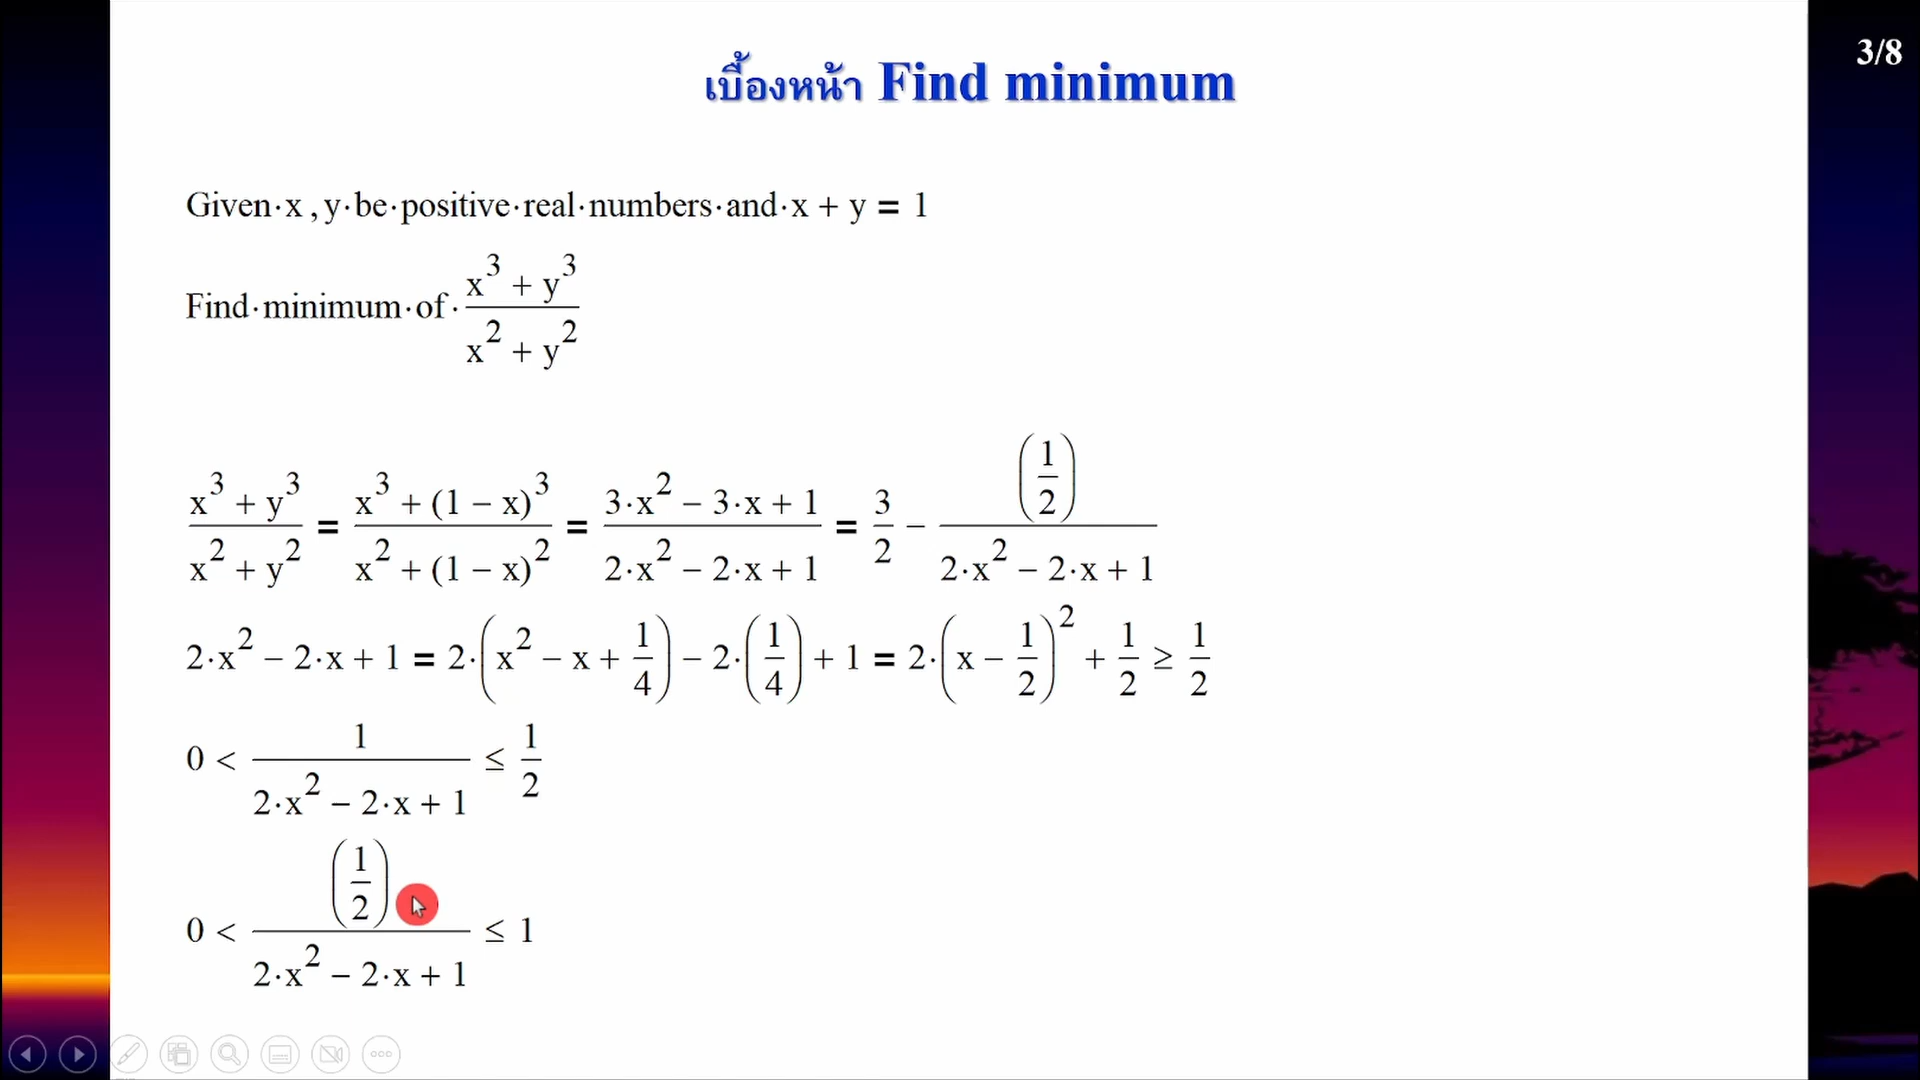 3/8
เบื้องหน้า Find minimum
Given·x ,y·be·positive·real·numbers·and·x + y = 1
Find·minimum·of· (x^3 + y^3)/(x^2 + y^2)
(x^3 + y^3)/(x^2 + y^2) = (x^3 + (1 − x)^3)/(x^2 + (1 − x)^2) = (3·x^2 − 3·x + 1)/(2·x^2 − 2·x + 1) = 3/2 − (1/2)/(2·x^2 − 2·x + 1)
2·x^2 − 2·x + 1 = 2·(x^2 − x + 1/4) − 2·(1/4) + 1 = 2·(x − 1/2)^2 + 1/2 ≥ 1/2
0 < 1/(2·x^2 − 2·x + 1) ≤ 1/2
0 < (1/2)/(2·x^2 − 2·x + 1) ≤ 1